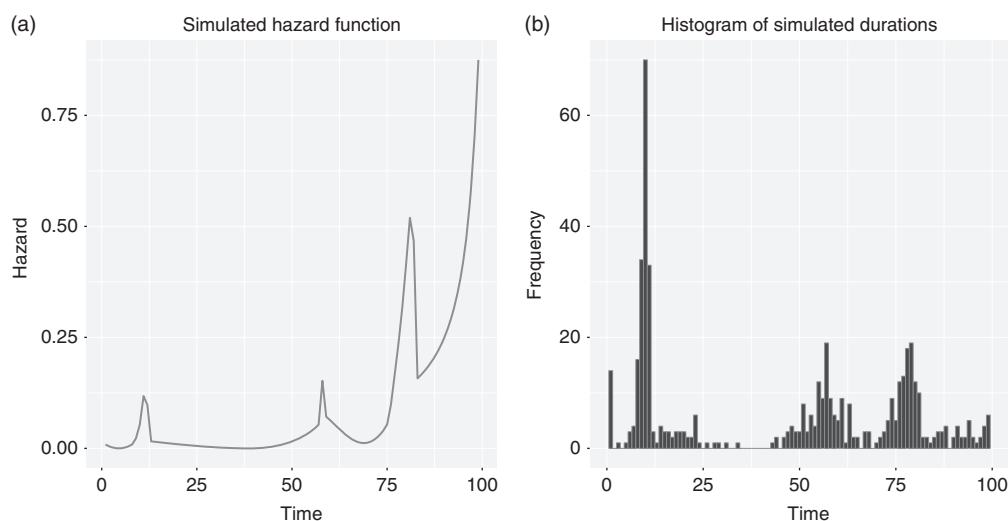 (a)
Simulated hazard function
0.75
0.50
0.25
0.00
Hazard
0
25
50
75
100
Time
(b)
Histogram of simulated durations
60
40
20
0
Frequency
0
25
50
75
100
Time